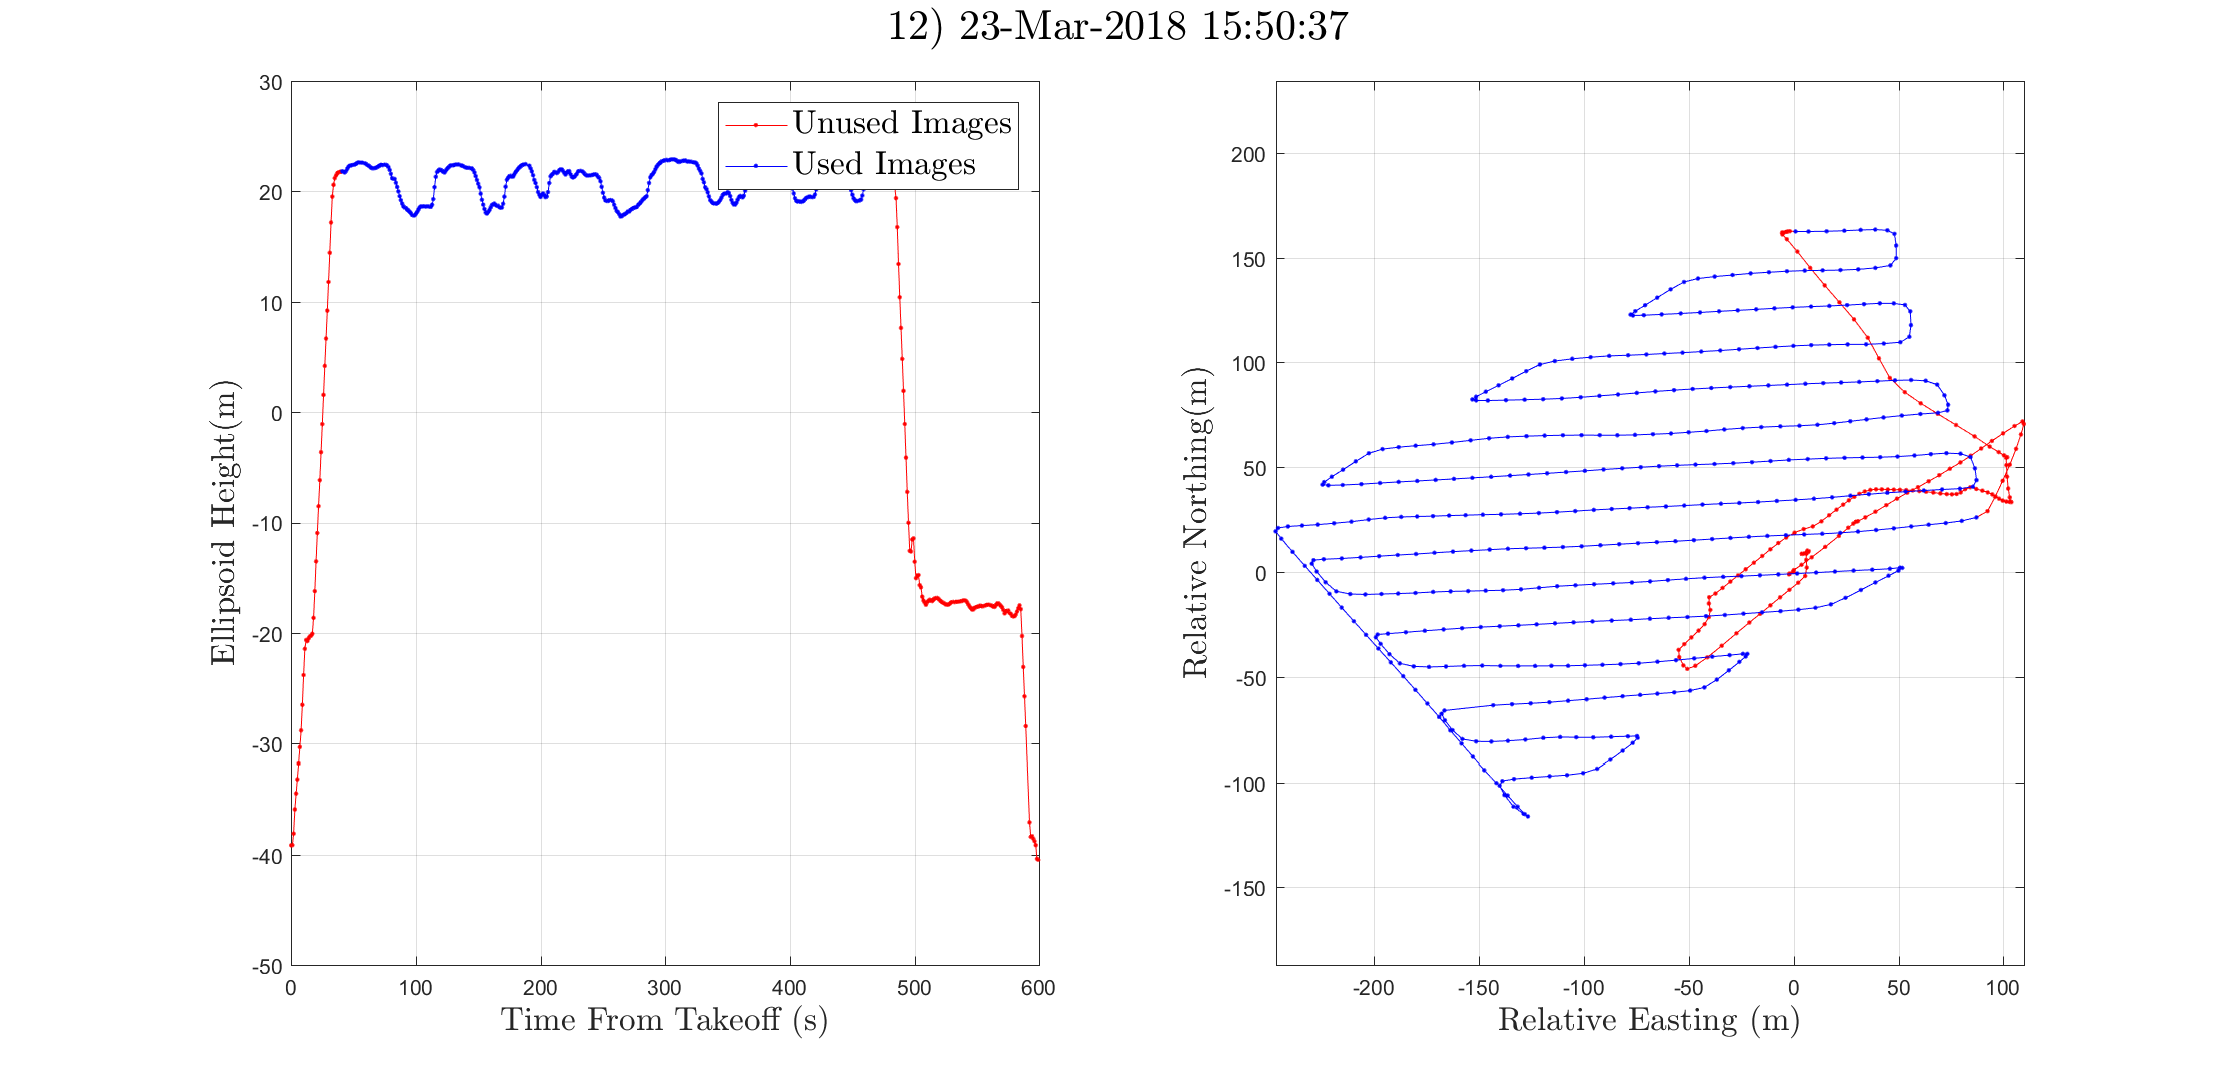 12) 23-Mar-2018 15:50:37
30
20
10
0
-10
-20
-30
-40
-50
0 100 200 300 400 500 600
Ellipsoid Height(m)
Time From Takeoff (s)
Unused Images
Used Images
200
150
100
50
0
-50
-100
-150
-200 -150 -100 -50 0 50 100
Relative Northing(m)
Relative Easting (m)